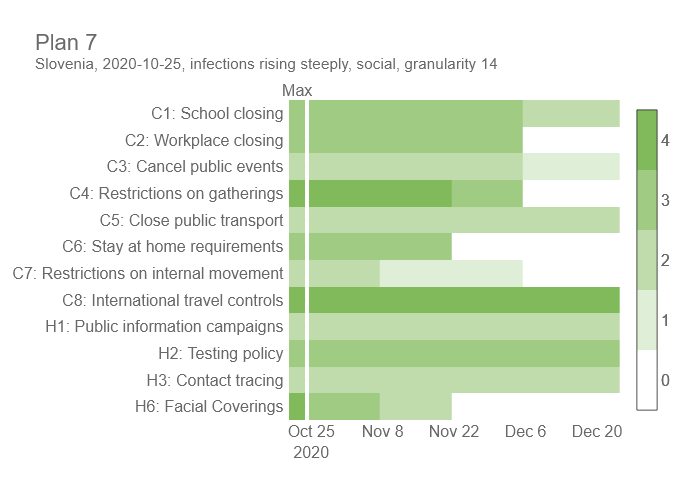 Plan 7
Slovenia, 2020-10-25, infections rising steeply, social, granularity 14
Max
C1: School closing
C2: Workplace closing
C3: Cancel public events
C4: Restrictions on gatherings
C5: Close public transport
C6: Stay at home requirements
C7: Restrictions on internal movement
C8: International travel controls
H1: Public information campaigns
H2: Testing policy
H3: Contact tracing
H6: Facial Coverings
4
3
2
1
0
Oct 25 Nov 8 Nov 22 Dec 6 Dec 20
2020